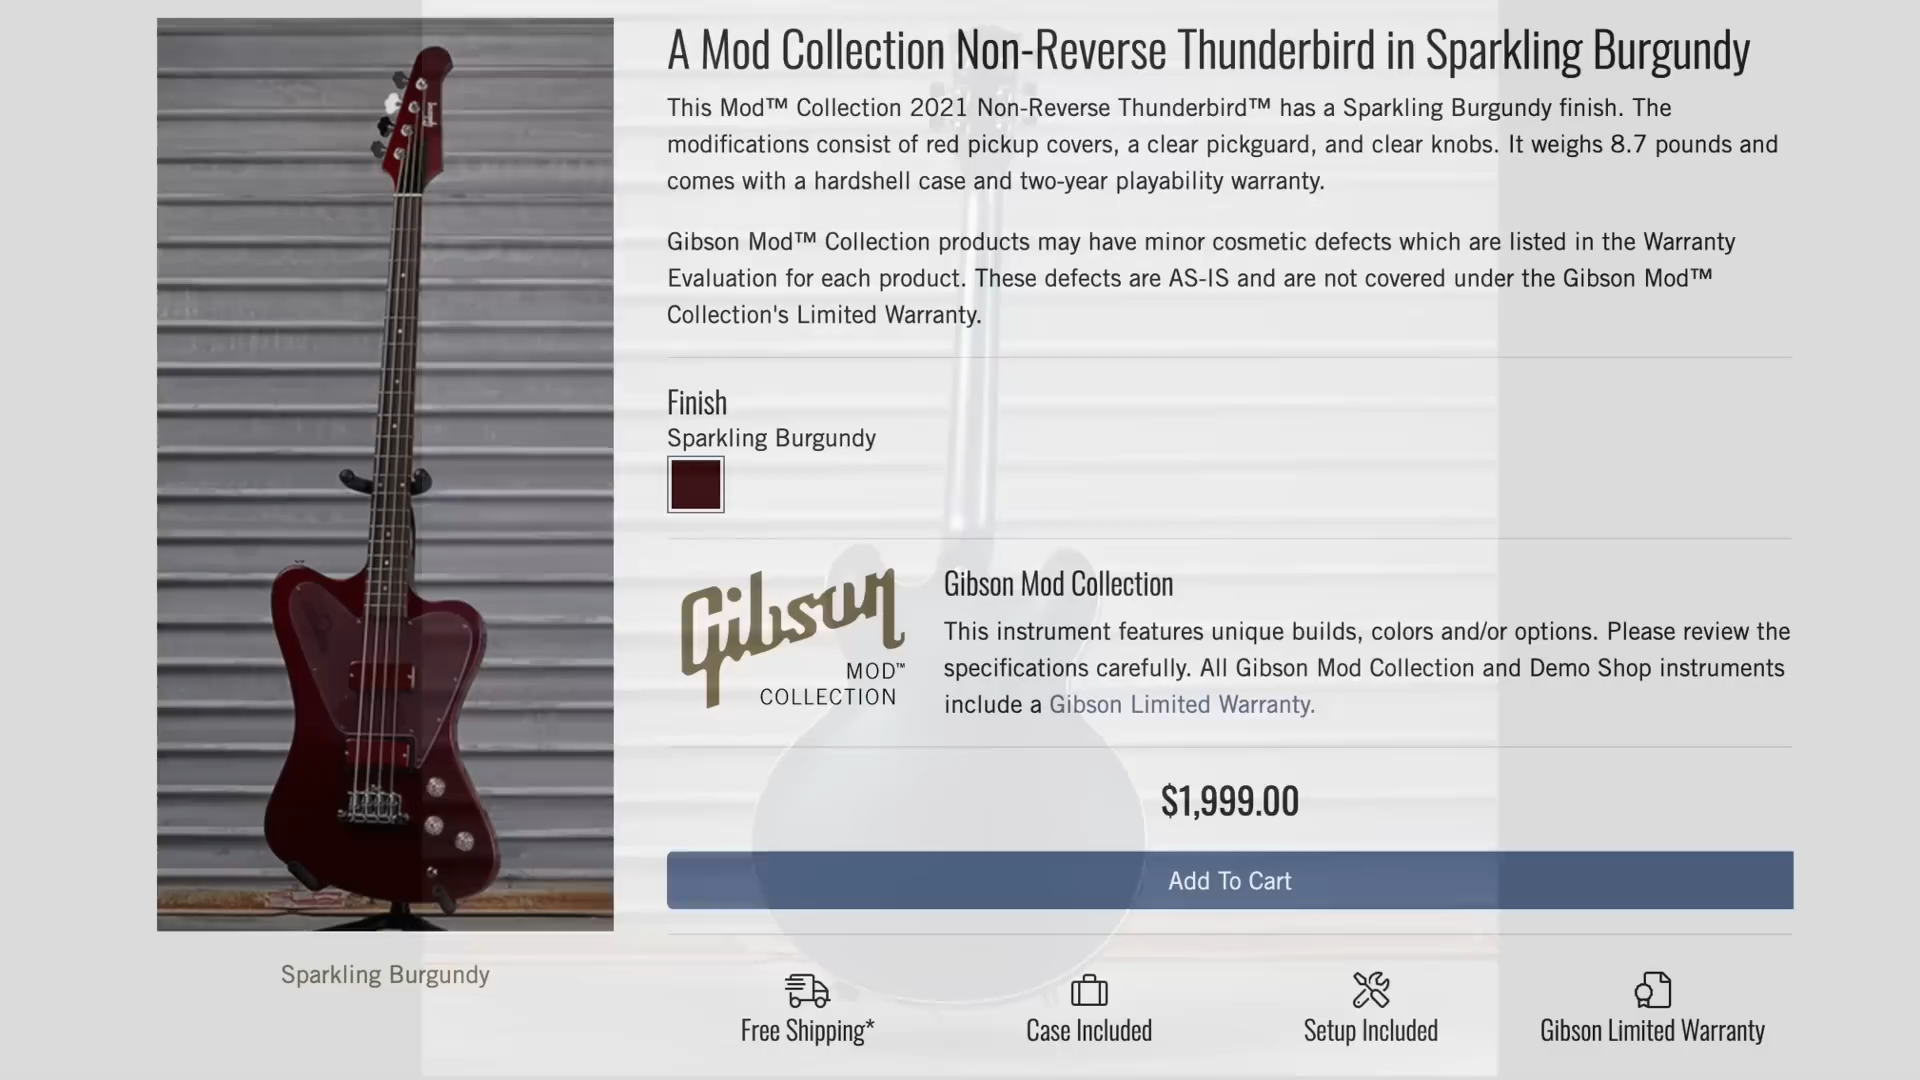 A Mod Collection Non-Reverse Thunderbird in Sparkling Burgundy
This Mod™ Collection 2021 Non-Reverse Thunderbird™ has a Sparkling Burgundy finish. The
modifications consist of red pickup covers, a clear pickguard, and clear knobs. It weighs 8.7 pounds and
comes with a hardshell case and two-year playability warranty.
Gibson Mod™ Collection products may have minor cosmetic defects which are listed in the Warranty
Evaluation for each product. These defects are AS-IS and are not covered under the Gibson Mod™
Collection's Limited Warranty.
Finish
Sparkling Burgundy
Gibson
MOD™
COLLECTION
Gibson Mod Collection
This instrument features unique builds, colors and/or options. Please review the
specifications carefully. All Gibson Mod Collection and Demo Shop instruments
include a Gibson Limited Warranty.
$1,999.00
Add To Cart
Sparkling Burgundy
Free Shipping*
Case Included
Setup Included
Gibson Limited Warranty
Gibson